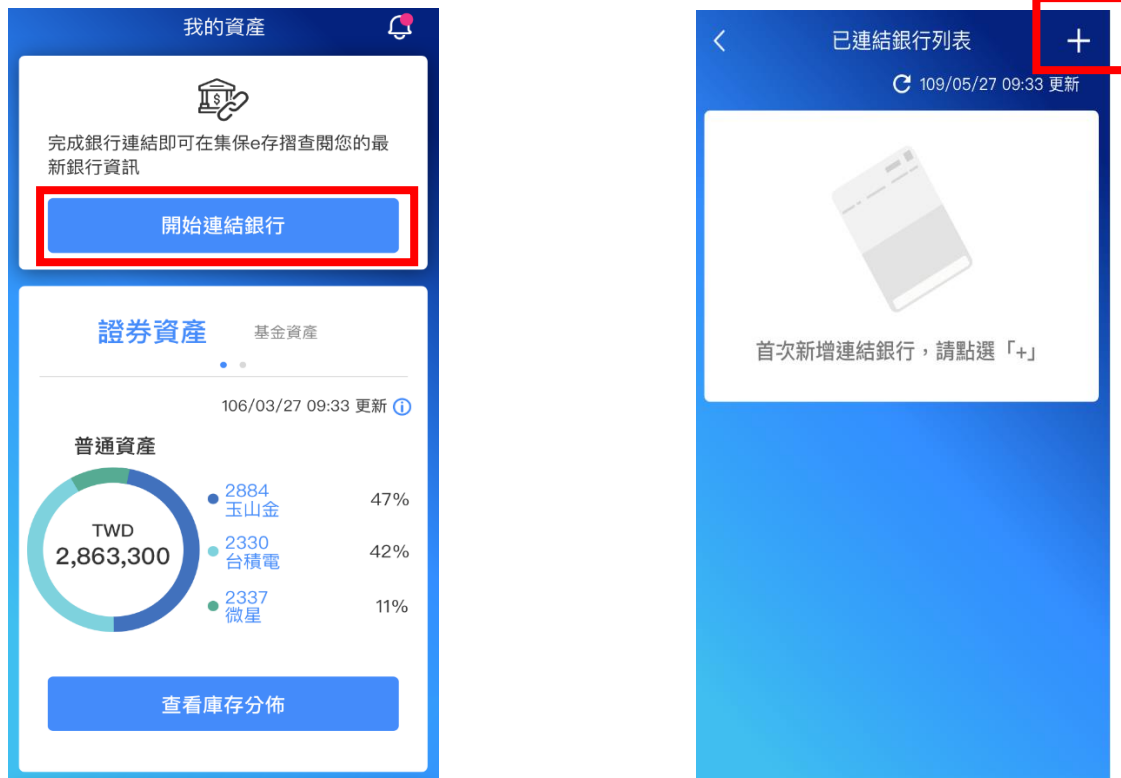 我的資產
完成銀行連結即可在集保e存摺查閱您的最
新銀行資訊
開始連結銀行
證券資產 基金資產
106/03/27 09:33 更新
普通資產
TWD
2,863,300
2884
玉山金
47%
2330
台積電
42%
2337
微星
11%
查看庫存分佈
已連結銀行列表
109/05/27 09:33 更新
首次新增連結銀行，請點選「+」